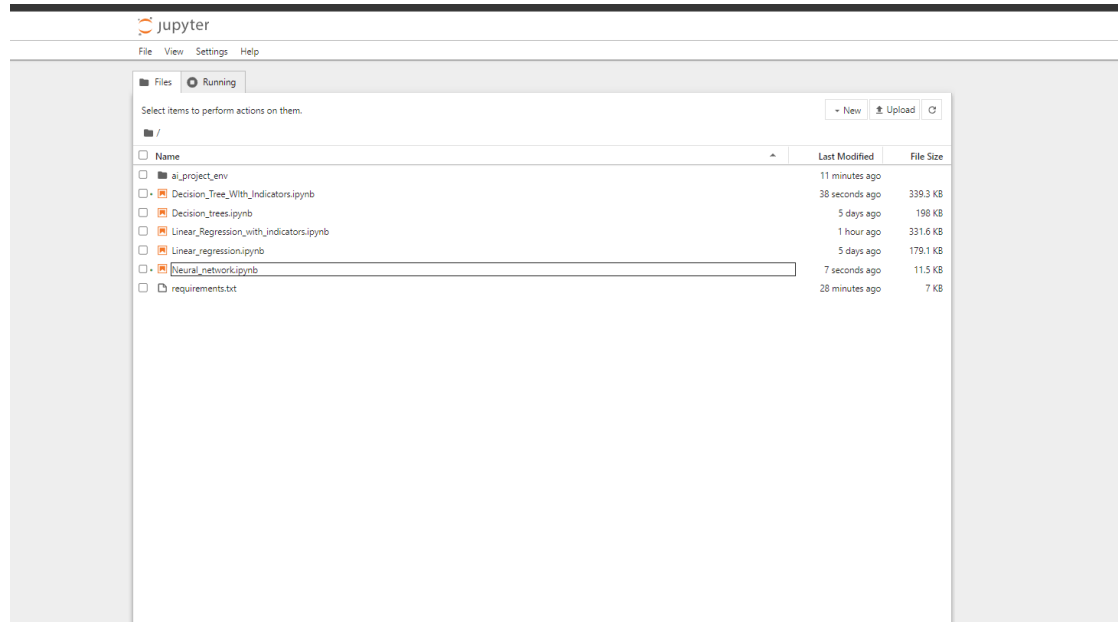 jupyter
File View Settings Help
Files Running
Select items to perform actions on them.
New Upload
/
Name Last Modified File Size
ai_project_env 11 minutes ago
Decision_Tree_WIth_Indicators.ipynb 38 seconds ago 339.3 KB
Decision_trees.ipynb 5 days ago 198 KB
Linear_Regression_with_indicators.ipynb 1 hour ago 331.6 KB
Linear_regression.ipynb 5 days ago 179.1 KB
Neural_network.ipynb 7 seconds ago 11.5 KB
requirements.txt 28 minutes ago 7 KB